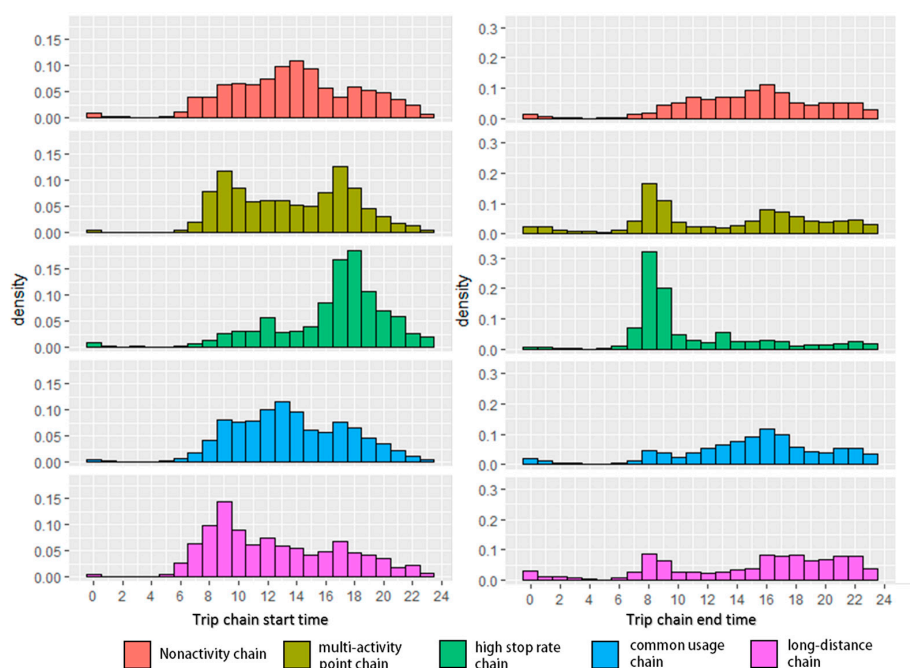 0.15
0.10
0.05
0.00
0.15
0.10
0.05
0.00
0.15
0.10
0.05
0.00
0.15
0.10
0.05
0.00
0.15
0.10
0.05
0.00
density
0 2 4 6 8 10 12 14 16 18 20 22 24
Trip chain start time
0.3
0.2
0.1
0.0
0.3
0.2
0.1
0.0
0.3
0.2
0.1
0.0
0.3
0.2
0.1
0.0
0.3
0.2
0.1
0.0
density
0 2 4 6 8 10 12 14 16 18 20 22 24
Trip chain end time
Nonactivity chain
multi-activity
point chain
high stop rate
chain
common usage
chain
long-distance
chain